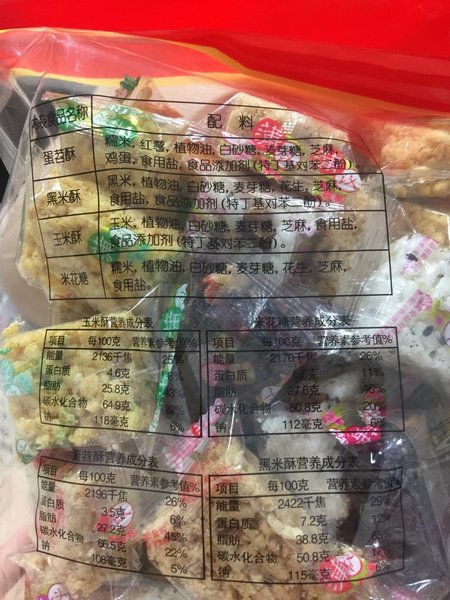 食品名称 配料
蛋苕酥 糯米,红薯,植物油,白砂糖,麦芽糖,芝麻,
鸡蛋,食用盐,食品添加剂(特丁基对苯二酚)。
黑米酥 黑米,植物油,白砂糖,麦芽糖,花生,芝麻,
食用盐,食品添加剂(特丁基对苯二酚)。
玉米酥 玉米,植物油,白砂糖,麦芽糖,芝麻,食用盐,
食品添加剂(特丁基对苯二酚)。
米花糖 糯米,植物油,白砂糖,麦芽糖,花生,芝麻,
食用盐。
玉米酥营养成分表
项目 每100克 营养素参考值%
能量 2136千焦 25%
蛋白质 4.6克 8%
脂肪 25.8克 43%
碳水化合物 64.9克 22%
钠 118毫克 6%
米花糖营养成分表
项目 每100克 营养素参考值%
能量 2170千焦 26%
蛋白质 11%
脂肪 27.6克 46%
碳水化合物 60.8克 20%
钠 112毫克 6%
蛋苕酥营养成分表
项目 每100克 营养素参考值%
能量 2196千焦 26%
蛋白质 3.5克 6%
脂肪 27.2克 45%
碳水化合物 66.5克 22%
钠 108毫克 5%
黑米酥营养成分表
项目 每100克 营养素参考值%
能量 2422千焦 29%
蛋白质 7.2克 12%
脂肪 38.8克
碳水化合物 50.8克
钠 115毫克